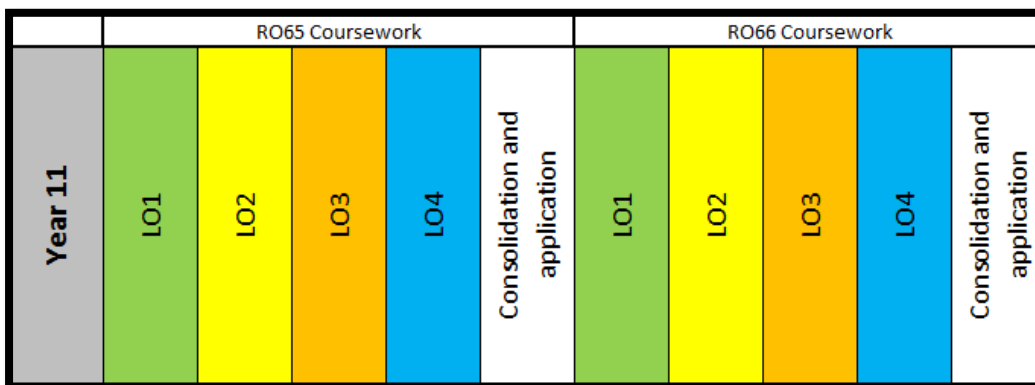 RO65 Coursework
RO66 Coursework
Year 11
LO1
LO2
LO3
LO4
Consolidation and
application
LO1
LO2
LO3
LO4
Consolidation and
application